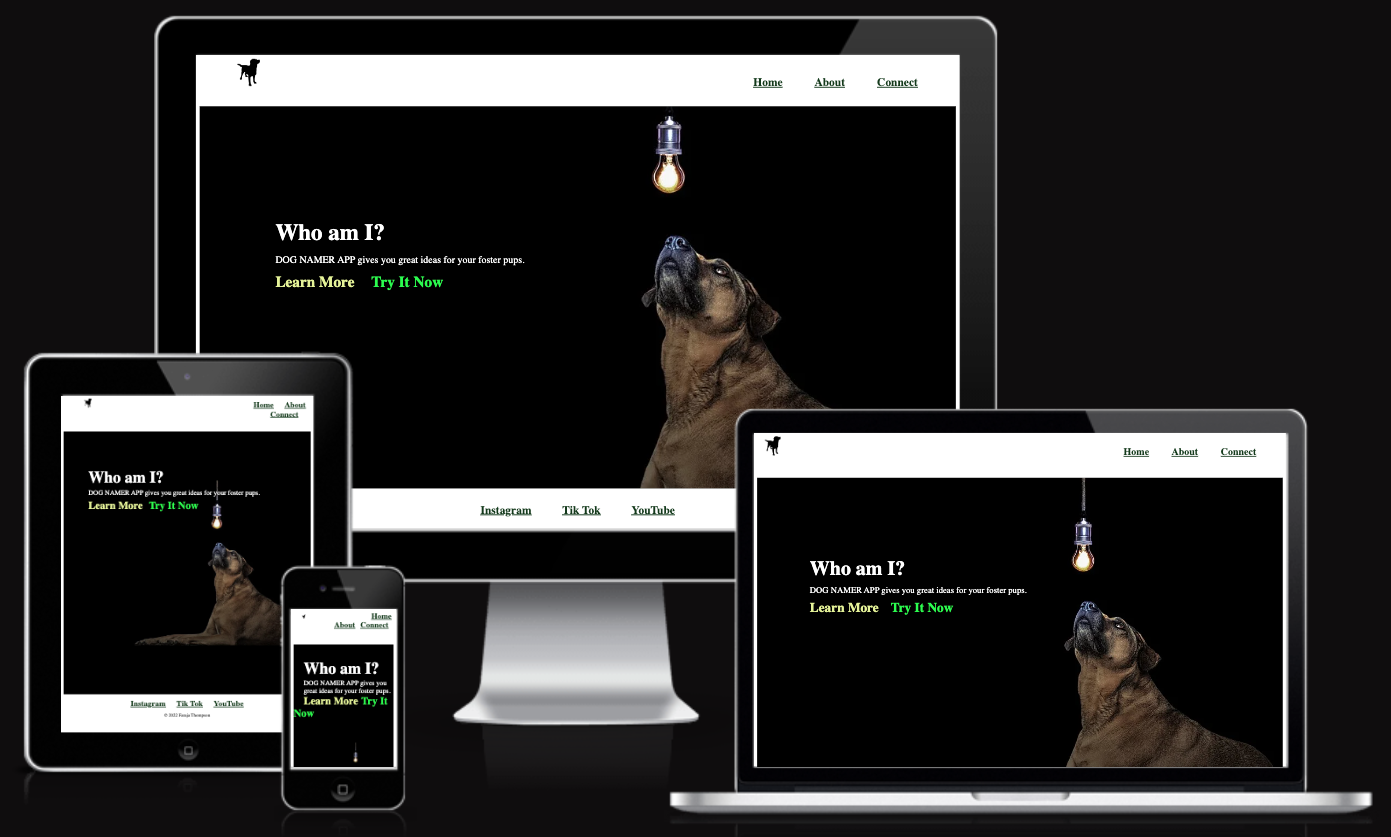 Home About Connect
Who am I?
DOG NAMER APP gives you great ideas for your foster pups.
Learn More Try It Now
Instagram Tik Tok YouTube
Home About
Connect
Who am I?
DOG NAMER APP gives you great ideas for your foster pups.
Learn More Try It Now
Instagram Tik Tok YouTube
Home
About Connect
Who am I?
DOG NAMER APP gives you
great ideas for your foster pups.
Learn More Try It
Now
Home About Connect
Who am I?
DOG NAMER APP gives you great ideas for your foster pups.
Learn More Try It Now